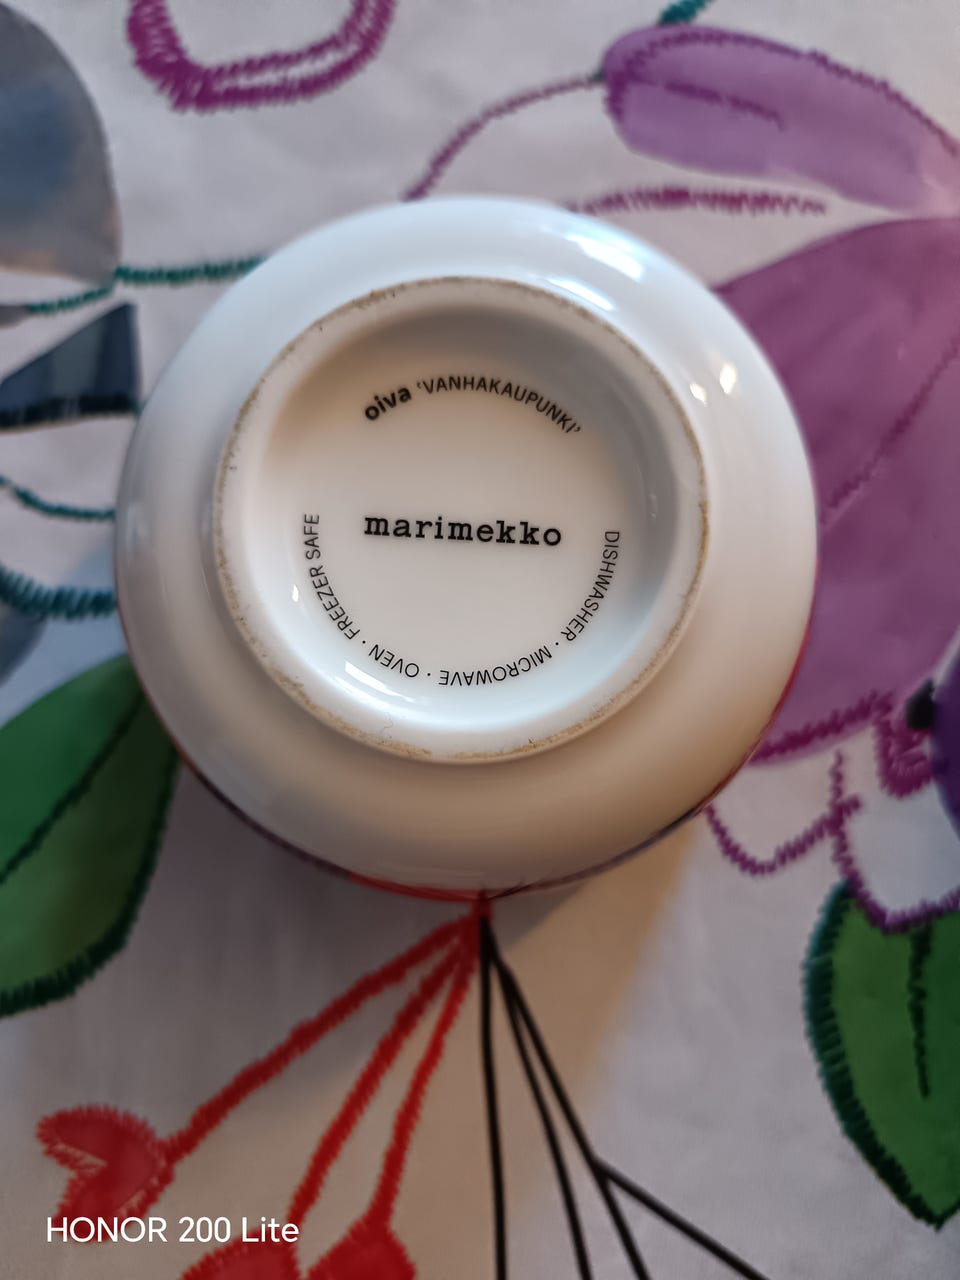 oiva 'VANHAKAUPUNKI'
marimekko
DISHWASHER · MICROWAVE · OVEN · FREEZER SAFE
HONOR 200 Lite